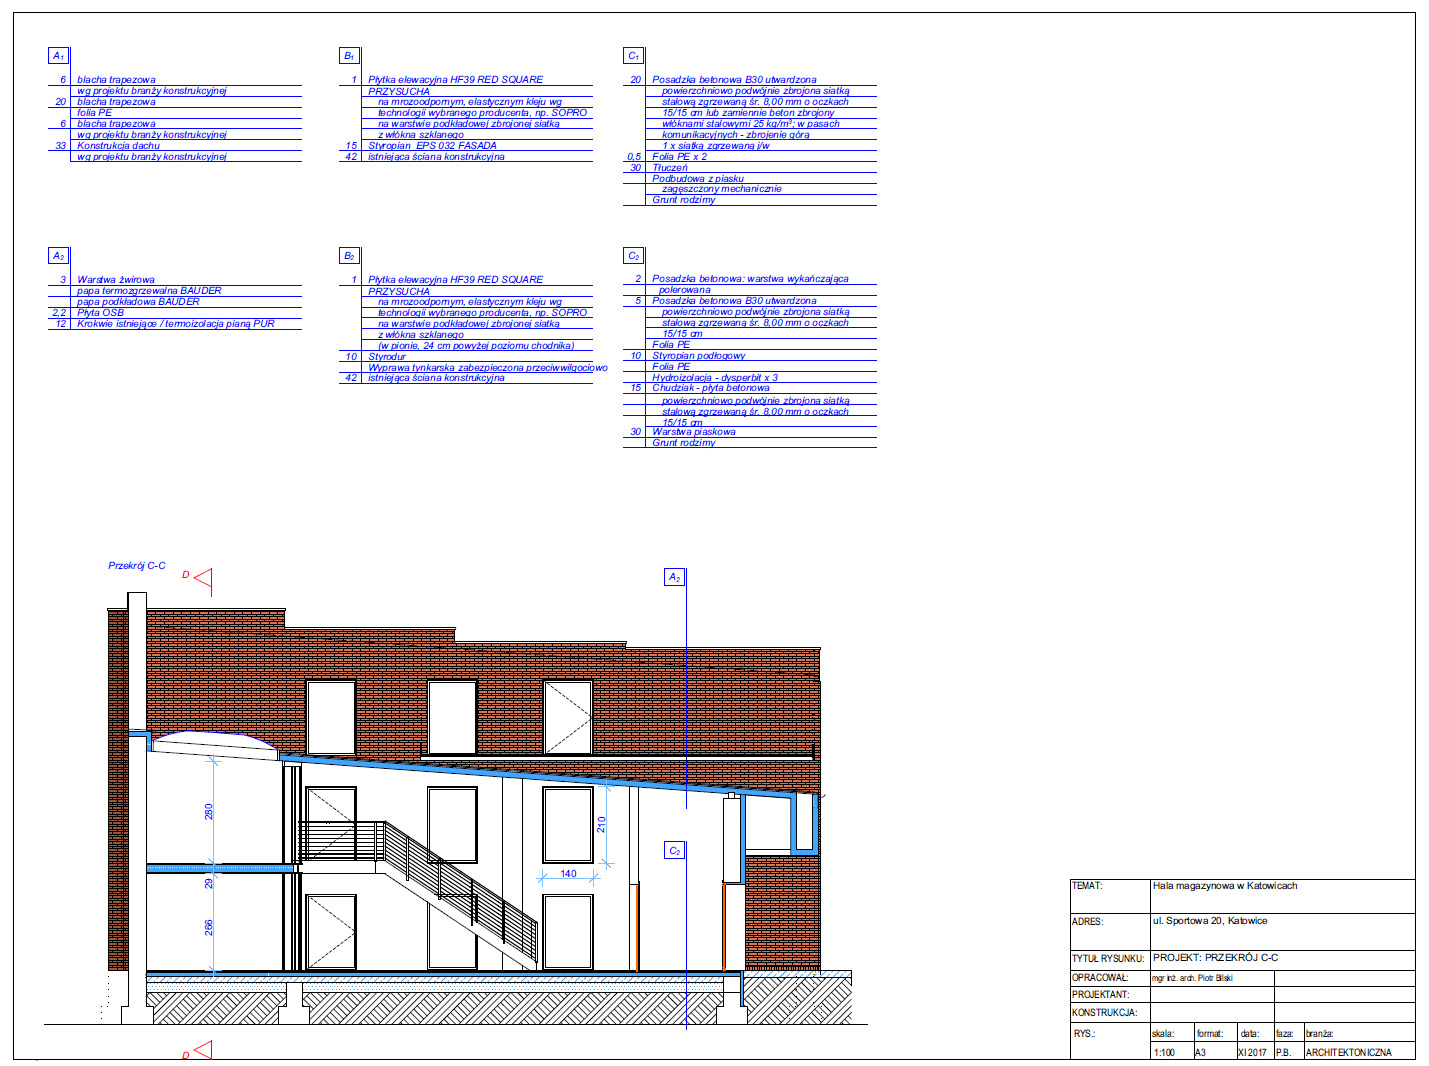 A1
6 blacha trapezowa
wg projektu branży konstrukcyjnej
20 blacha trapezowa
folia PE
6 blacha trapezowa
wg projektu branży konstrukcyjnej
33 Konstrukcja dachu
wg projektu branży konstrukcyjnej
B1
1 Płytka elewacyjna HF39 RED SQUARE
PRZYSUCHA
na mrozoodpornym, elastycznym kleju wg
technologii wybranego producenta, np. SOPRO
na warstwie podkładowej zbrojonej siatką
z włókna szklanego
15 Styropian EPS 032 FASADA
42 istniejąca ściana konstrukcyjna
C1
20 Posadzka betonowa B30 utwardzona
powierzchniowo podwójnie zbrojona siatką
stalową zgrzewaną śr. 8,00 mm o oczkach
15/15 cm lub zamiennie beton zbrojony
włóknami stalowymi 25 kg/m³; w pasach
komunikacyjnych - zbrojenie górą
1 x siatką zgrzewaną j/w
0,5 Folia PE x 2
30 Tłuczeń
Podbudowa z piasku
zagęszczony mechanicznie
Grunt rodzimy
A2
3 Warstwa żwirowa
papa termozgrzewalna BAUDER
papa podkładowa BAUDER
2,2 Płyta OSB
12 Krokwie istniejące / termoizolacja pianą PUR
B2
1 Płytka elewacyjna HF39 RED SQUARE
PRZYSUCHA
na mrozoodpornym, elastycznym kleju wg
technologii wybranego producenta, np. SOPRO
na warstwie podkładowej zbrojonej siatką
z włókna szklanego
(w pionie, 24 cm powyżej poziomu chodnika)
10 Styrodur
Wyprawa tynkarska zabezpieczona przeciwwilgociowo
42 istniejąca ściana konstrukcyjna
C2
2 Posadzka betonowa: warstwa wykańczająca
polerowana
5 Posadzka betonowa B30 utwardzona
powierzchniowo podwójnie zbrojona siatką
stalową zgrzewaną śr. 8,00 mm o oczkach
15/15 cm
Folia PE
10 Styropian podłogowy
Folia PE
Hydroizolacja - dysperbit x 3
15 Chudziak - płyta betonowa
powierzchniowo podwójnie zbrojona siatką
stalową zgrzewaną śr. 8,00 mm o oczkach
15/15 cm
30 Warstwa piaskowa
Grunt rodzimy
Przekrój C-C
D
A2
280
210
C2
140
29
266
D
TEMAT: Hala magazynowa w Katowicach
ADRES: ul. Sportowa 20, Katowice
TYTUŁ RYSUNKU: PROJEKT: PRZEKRÓJ C-C
OPRACOWAŁ: mgr inż. arch. Piotr Bilski
PROJEKTANT:
KONSTRUKCJA:
RYS.: skala: format: data: faza: branża:
1:100 A3 XI 2017 P.B. ARCHITEKTONICZNA